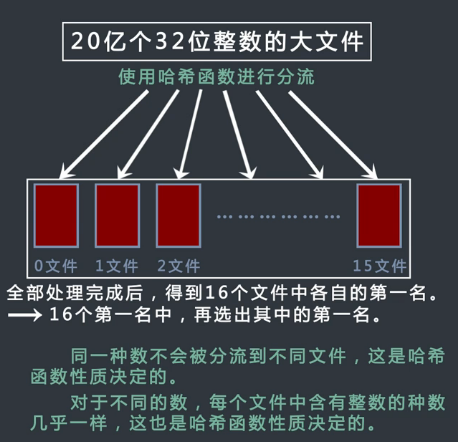 20亿个32位整数的大文件
使用哈希函数进行分流
………………
0文件 1文件 2文件 15文件
全部处理完成后，得到16个文件中各自的第一名。
→ 16个第一名中，再选出其中的第一名。
同一种数不会被分流到不同文件，这是哈希
函数性质决定的。
对于不同的数，每个文件中含有整数的种数
几乎一样，这也是哈希函数性质决定的。